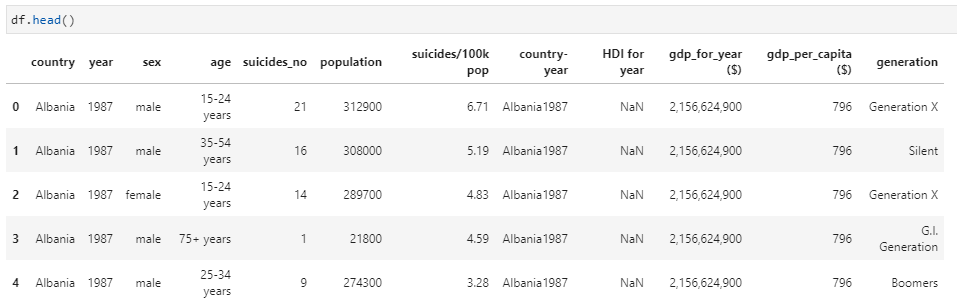 df.head()
country year sex age suicides_no population suicides/100k pop country-year HDI for year gdp_for_year ($) gdp_per_capita ($) generation
0 Albania 1987 male 15-24 years 21 312900 6.71 Albania1987 NaN 2,156,624,900 796 Generation X
1 Albania 1987 male 35-54 years 16 308000 5.19 Albania1987 NaN 2,156,624,900 796 Silent
2 Albania 1987 female 15-24 years 14 289700 4.83 Albania1987 NaN 2,156,624,900 796 Generation X
3 Albania 1987 male 75+ years 1 21800 4.59 Albania1987 NaN 2,156,624,900 796 G.I. Generation
4 Albania 1987 male 25-34 years 9 274300 3.28 Albania1987 NaN 2,156,624,900 796 Boomers